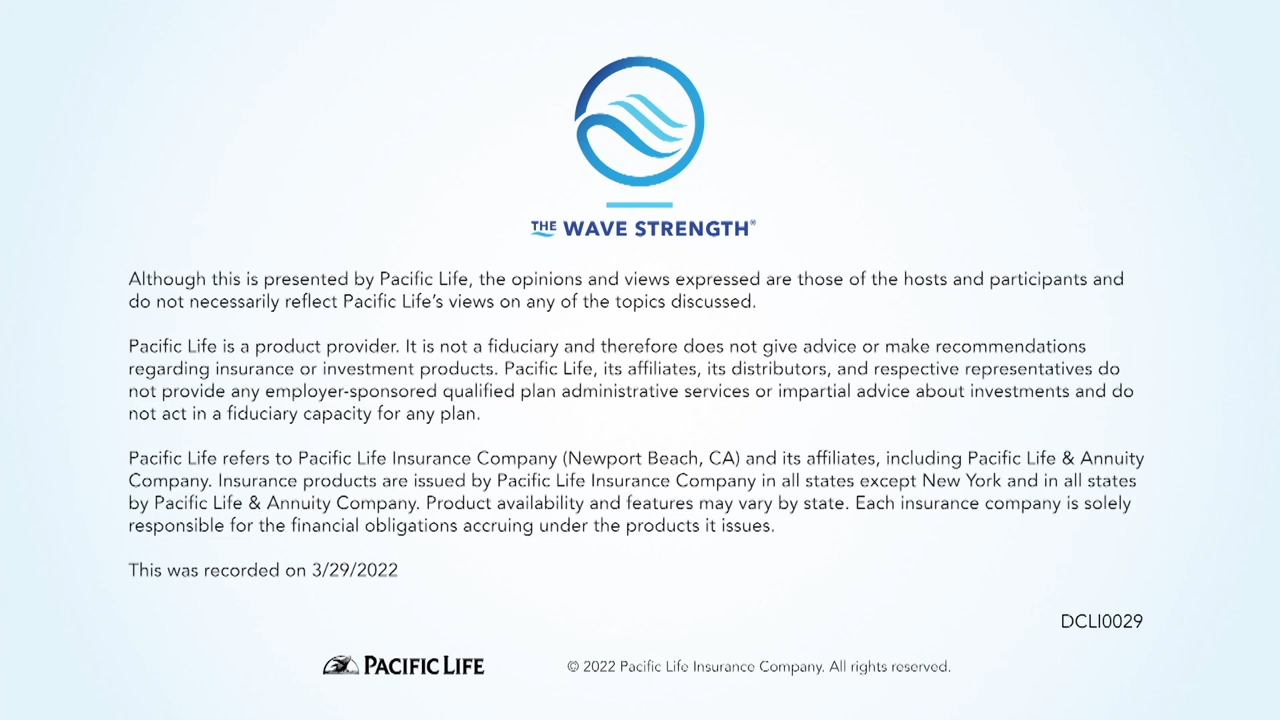 THE WAVE STRENGTH®
Although this is presented by Pacific Life, the opinions and views expressed are those of the hosts and participants and
do not necessarily reflect Pacific Life’s views on any of the topics discussed.
Pacific Life is a product provider. It is not a fiduciary and therefore does not give advice or make recommendations
regarding insurance or investment products. Pacific Life, its affiliates, its distributors, and respective representatives do
not provide any employer-sponsored qualified plan administrative services or impartial advice about investments and do
not act in a fiduciary capacity for any plan.
Pacific Life refers to Pacific Life Insurance Company (Newport Beach, CA) and its affiliates, including Pacific Life & Annuity
Company. Insurance products are issued by Pacific Life Insurance Company in all states except New York and in all states
by Pacific Life & Annuity Company. Product availability and features may vary by state. Each insurance company is solely
responsible for the financial obligations accruing under the products it issues.
This was recorded on 3/29/2022
DCLI0029
PACIFIC LIFE
© 2022 Pacific Life Insurance Company. All rights reserved.